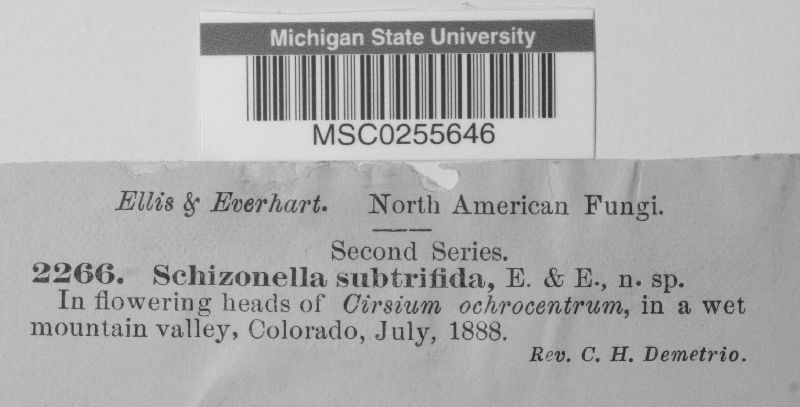 Michigan State University
MSC0255646
Ellis & Everhart. North American Fungi.
Second Series.
2266. Schizonella subtrifida, E. & E., n. sp.
In flowering heads of Cirsium ochrocentrum, in a wet
mountain valley, Colorado, July, 1888.
Rev. C. H. Demetrio.